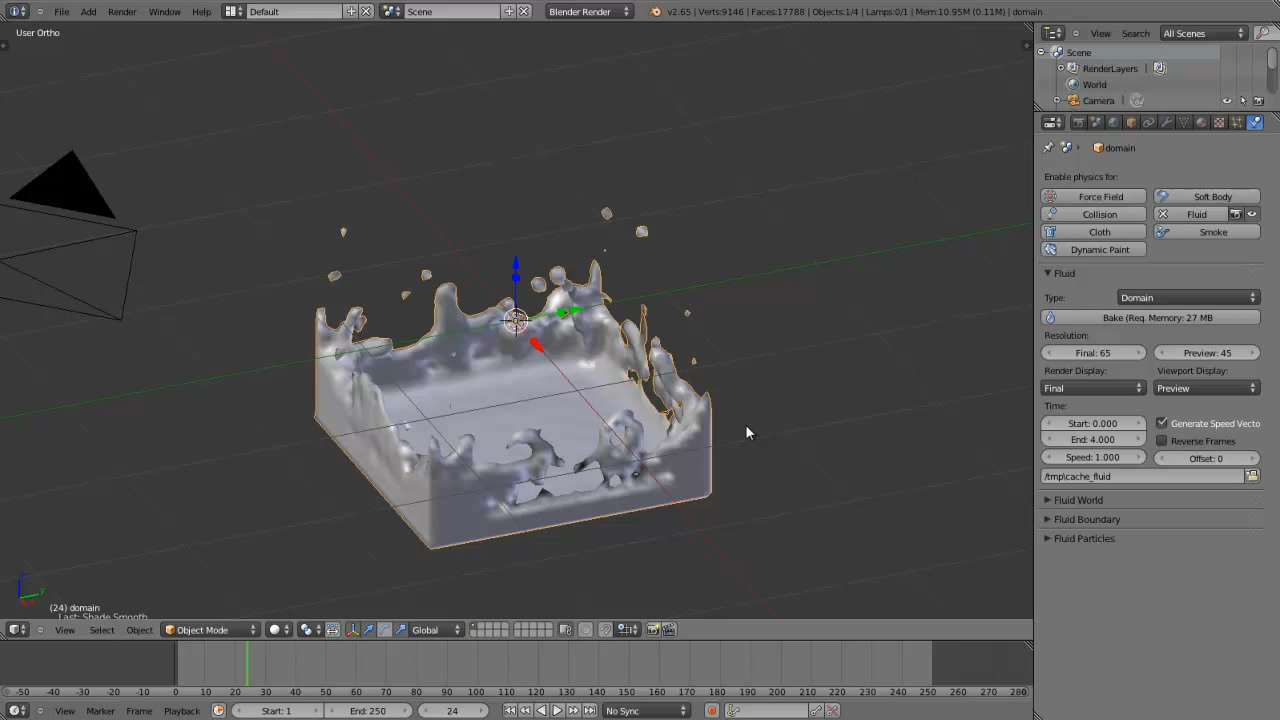 File Add Render Window Help Default Scene Blender Render v2.65 | Verts:9146 | Faces:17788 | Objects:1/4 | Lamps:0/1 | Mem:10.95M (0.11M) | domain
User Ortho
View Search All Scenes
Scene
RenderLayers
World
Camera
domain
Enable physics for:
Force Field Soft Body
Collision Fluid
Cloth Smoke
Dynamic Paint
Fluid
Type: Domain
Bake (Req. Memory: 27 MB
Resolution:
Final: 65 Preview: 45
Render Display: Viewport Display:
Final Preview
Time:
Start: 0.000 Generate Speed Vecto
End: 4.000 Reverse Frames
Speed: 1.000 Offset: 0
/tmp\cache_fluid
Fluid World
Fluid Boundary
Fluid Particles
(24) domain
Last: Shade Smooth
View Select Object Object Mode Global
-50 -40 -30 -20 -10 0 10 20 30 40 50 60 70 80 90 100 110 120 130 140 150 160 170 180 190 200 210 220 230 240 250 260 270 280
View Marker Frame Playback Start: 1 End: 250 24 No Sync